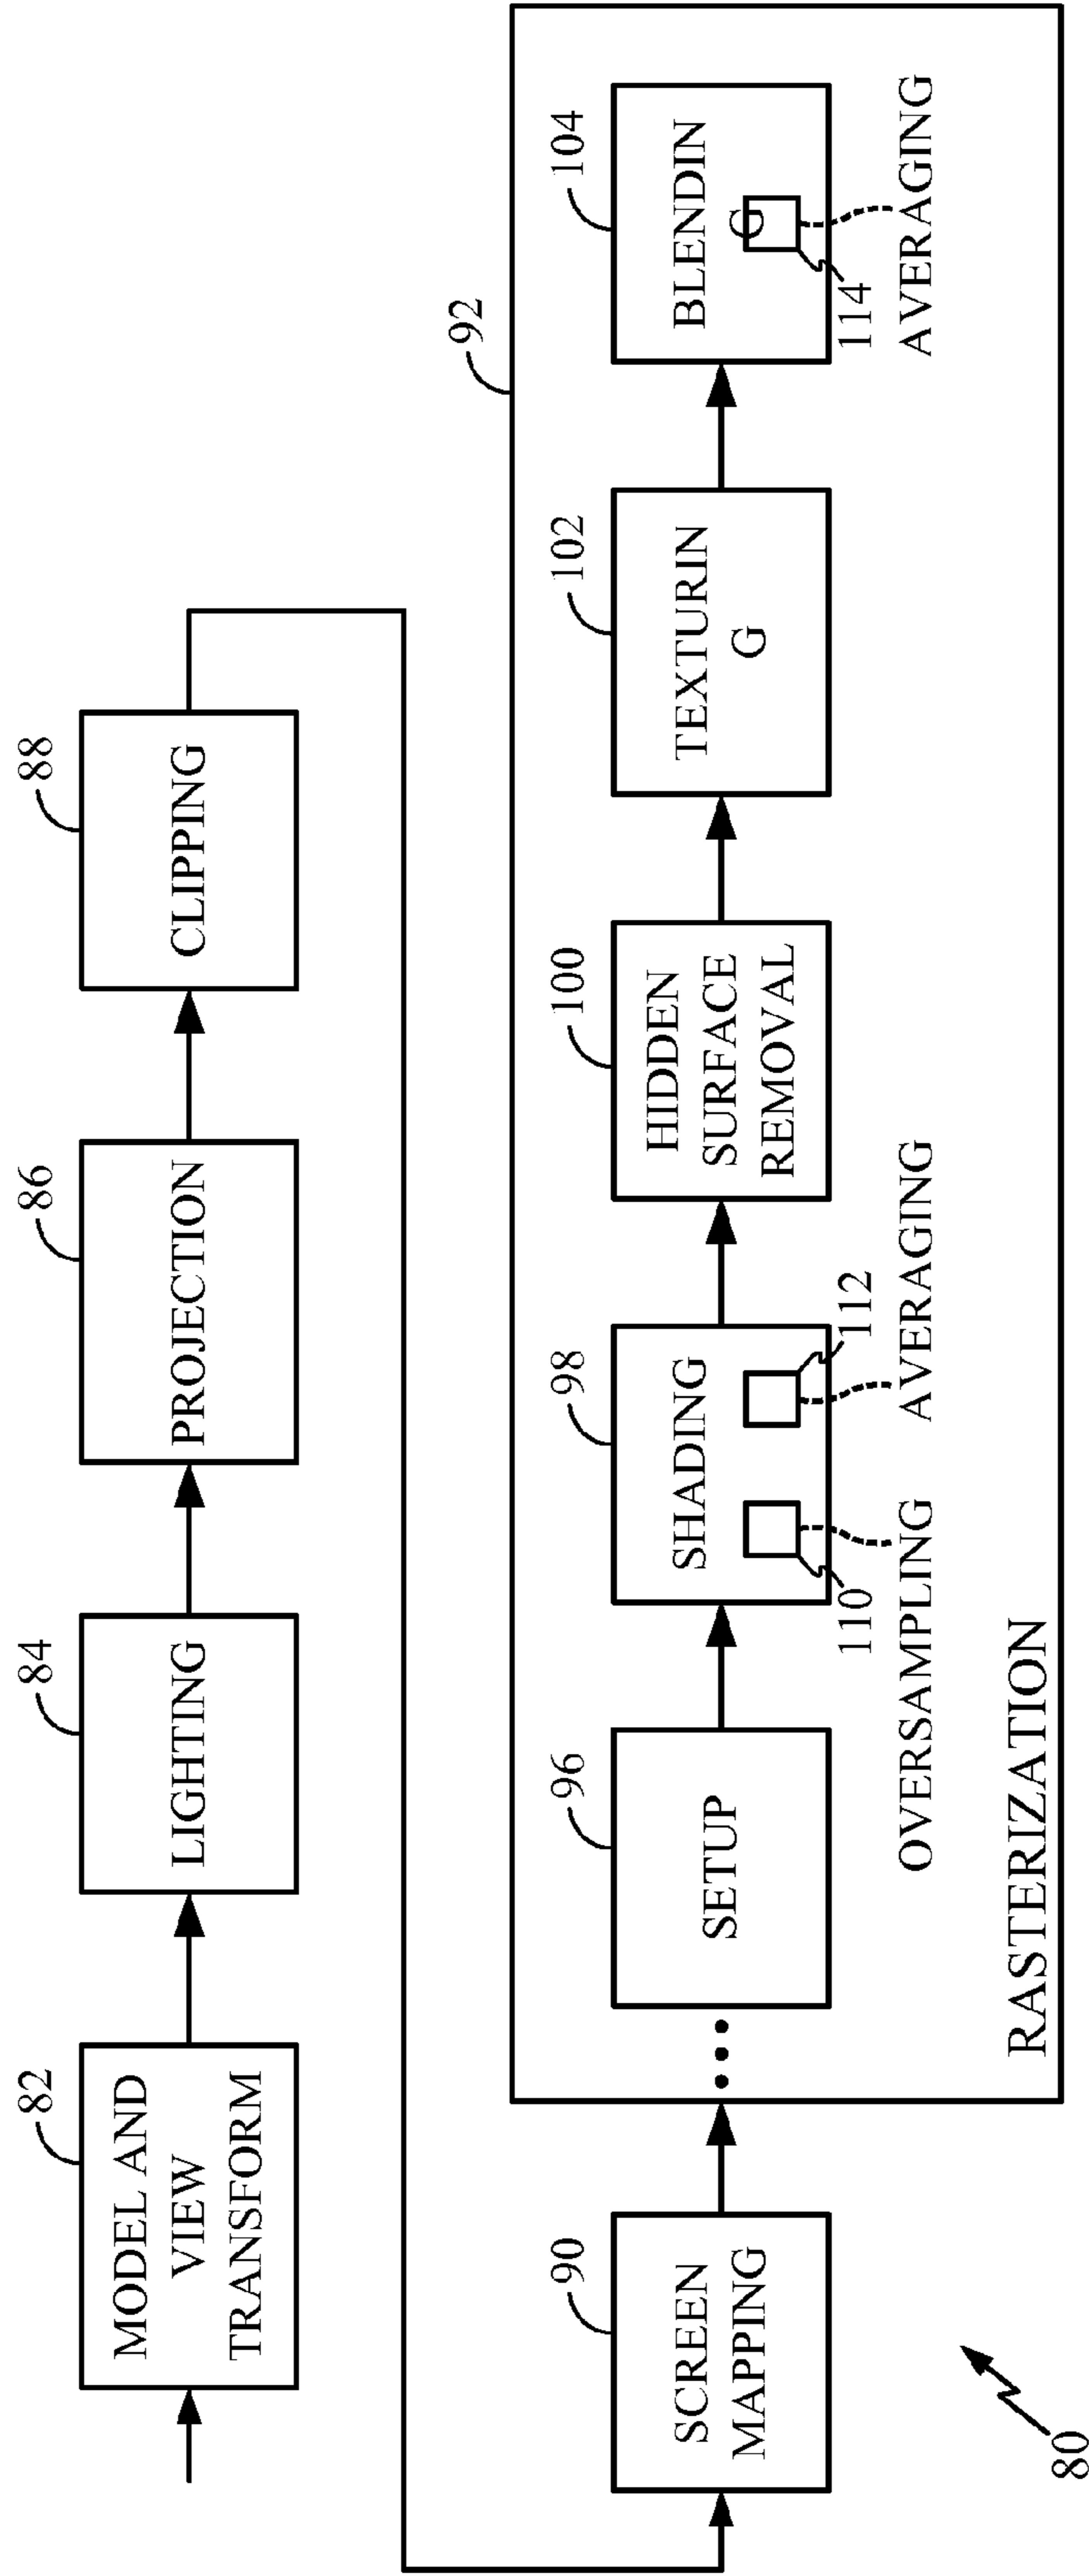 82
MODEL AND
VIEW
TRANSFORM
84
LIGHTING
86
PROJECTION
88
CLIPPING
90
SCREEN
MAPPING
92
96
SETUP
98
SHADING
110
112
OVERSAMPLING
AVERAGING
100
HIDDEN
SURFACE
REMOVAL
102
TEXTURIN
G
104
BLENDIN
G
114
AVERAGING
RASTERIZATION
80